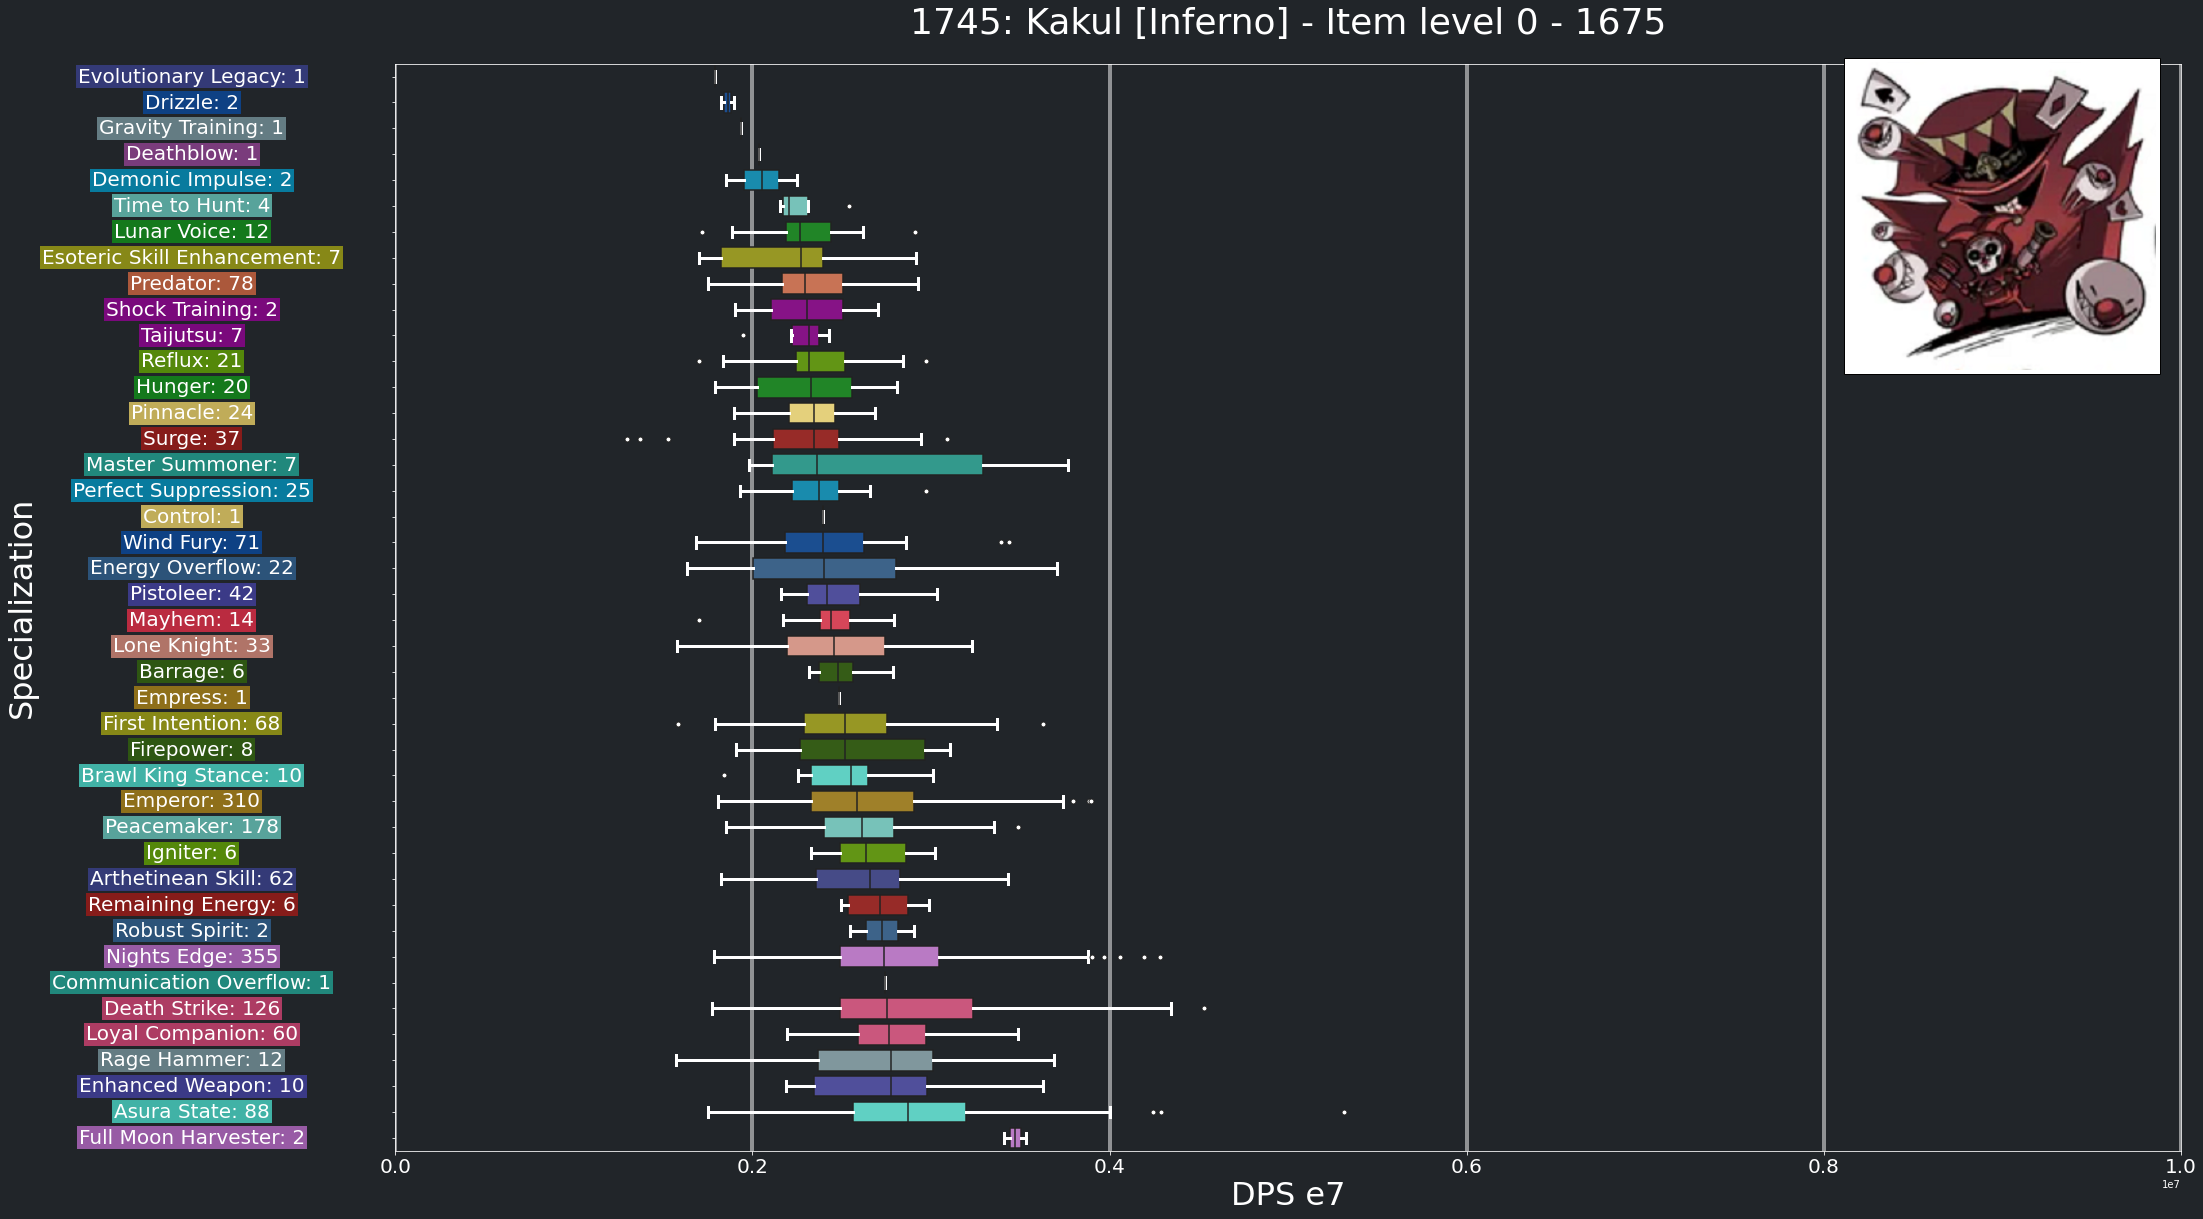 1745: Kakul [Inferno] - Item level 0 - 1675
Specialization
Evolutionary Legacy: 1
Drizzle: 2
Gravity Training: 1
Deathblow: 1
Demonic Impulse: 2
Time to Hunt: 4
Lunar Voice: 12
Esoteric Skill Enhancement: 7
Predator: 78
Shock Training: 2
Taijutsu: 7
Reflux: 21
Hunger: 20
Pinnacle: 24
Surge: 37
Master Summoner: 7
Perfect Suppression: 25
Control: 1
Wind Fury: 71
Energy Overflow: 22
Pistoleer: 42
Mayhem: 14
Lone Knight: 33
Barrage: 6
Empress: 1
First Intention: 68
Firepower: 8
Brawl King Stance: 10
Emperor: 310
Peacemaker: 178
Igniter: 6
Arthetinean Skill: 62
Remaining Energy: 6
Robust Spirit: 2
Nights Edge: 355
Communication Overflow: 1
Death Strike: 126
Loyal Companion: 60
Rage Hammer: 12
Enhanced Weapon: 10
Asura State: 88
Full Moon Harvester: 2
0.0 0.2 0.4 0.6 0.8 1.0
1e7
DPS e7